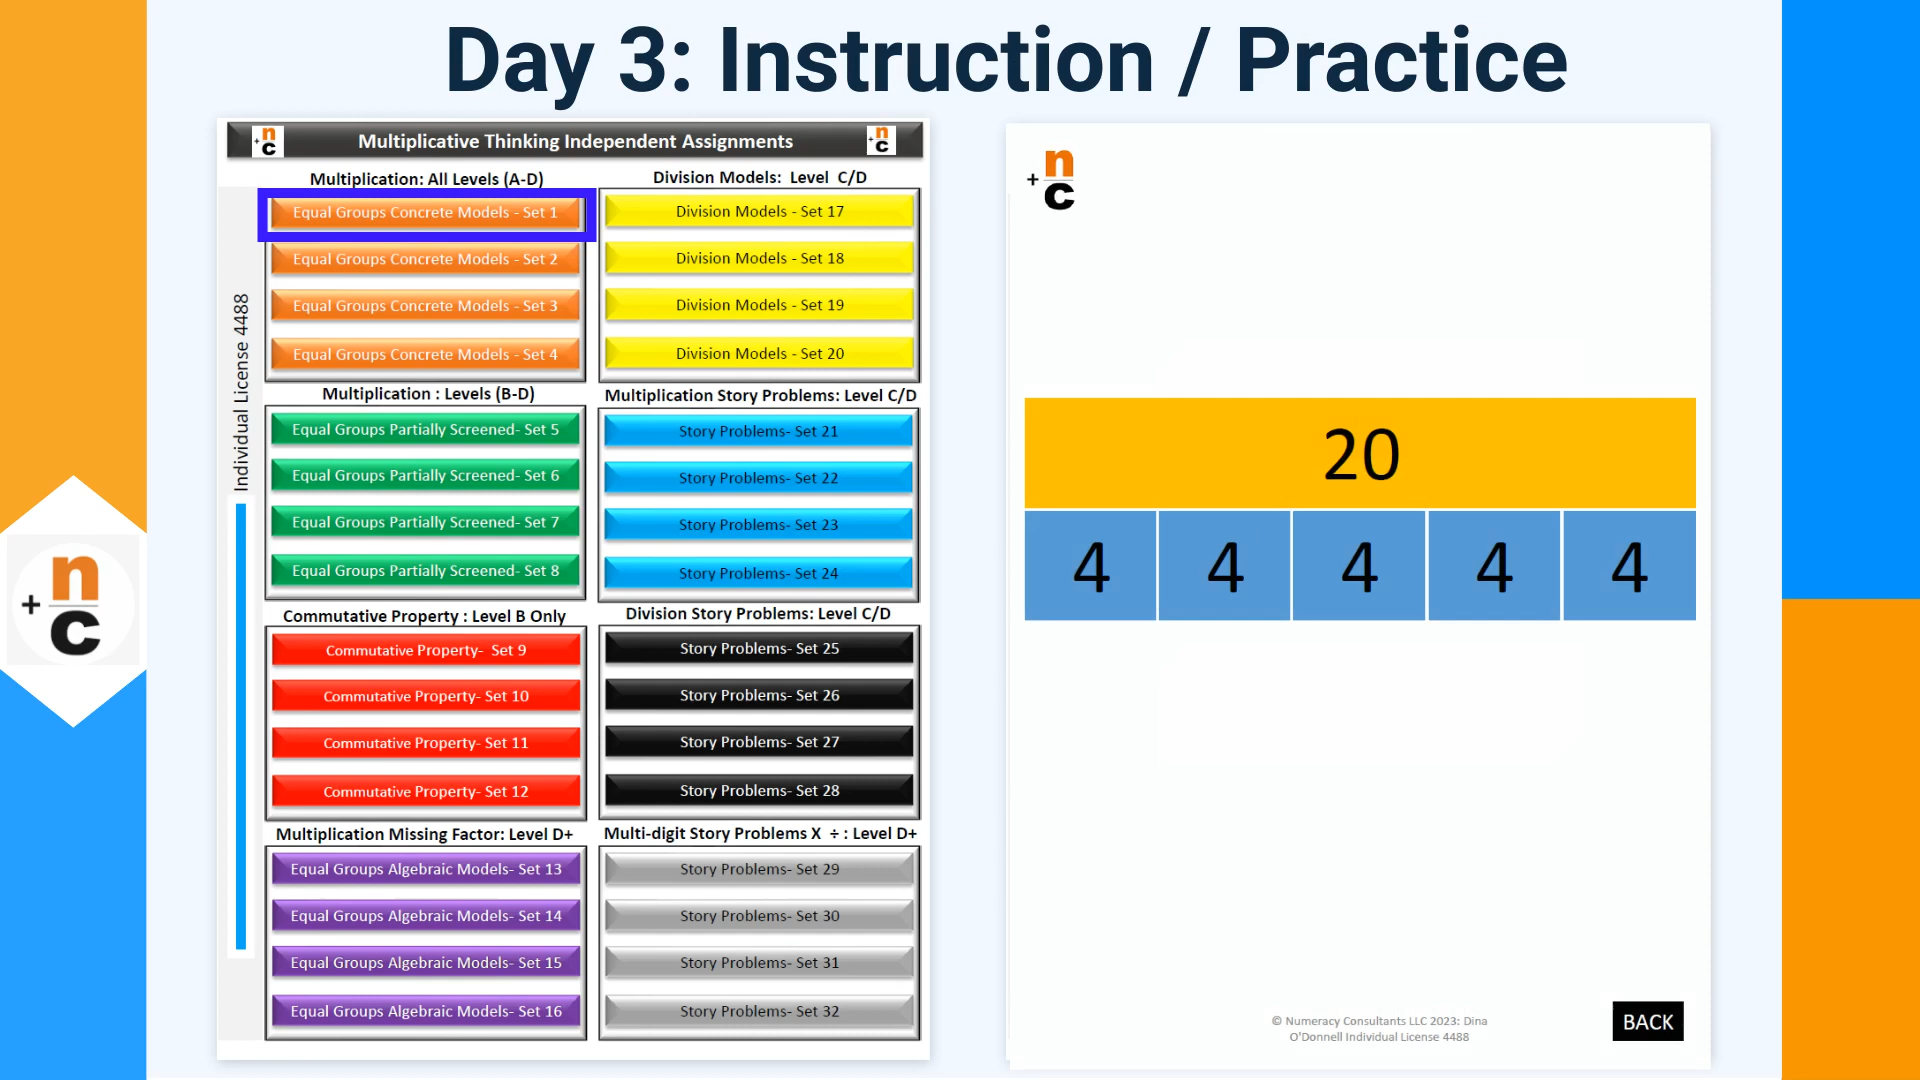 Day 3: Instruction / Practice
n
+
c
Multiplicative Thinking Independent Assignments
n
+
c
Multiplication: All Levels (A-D)
Equal Groups Concrete Models - Set 1
Equal Groups Concrete Models - Set 2
Equal Groups Concrete Models - Set 3
Equal Groups Concrete Models - Set 4
Multiplication : Levels (B-D)
Equal Groups Partially Screened- Set 5
Equal Groups Partially Screened- Set 6
Equal Groups Partially Screened- Set 7
Equal Groups Partially Screened- Set 8
Commutative Property : Level B Only
Commutative Property- Set 9
Commutative Property- Set 10
Commutative Property- Set 11
Commutative Property- Set 12
Multiplication Missing Factor: Level D+
Equal Groups Algebraic Models- Set 13
Equal Groups Algebraic Models- Set 14
Equal Groups Algebraic Models- Set 15
Equal Groups Algebraic Models- Set 16
Division Models: Level C/D
Division Models - Set 17
Division Models - Set 18
Division Models - Set 19
Division Models - Set 20
Multiplication Story Problems: Level C/D
Story Problems- Set 21
Story Problems- Set 22
Story Problems- Set 23
Story Problems- Set 24
Division Story Problems: Level C/D
Story Problems- Set 25
Story Problems- Set 26
Story Problems- Set 27
Story Problems- Set 28
Multi-digit Story Problems X ÷ : Level D+
Story Problems- Set 29
Story Problems- Set 30
Story Problems- Set 31
Story Problems- Set 32
Individual License 4488
n
+
c
n
+
c
20
4 4 4 4 4
© Numeracy Consultants LLC 2023: Dina
O'Donnell Individual License 4488
BACK